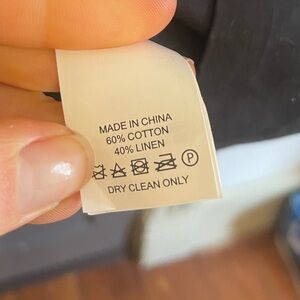 MADE IN CHINA
60% COTTON
40% LINEN
P
DRY CLEAN ONLY